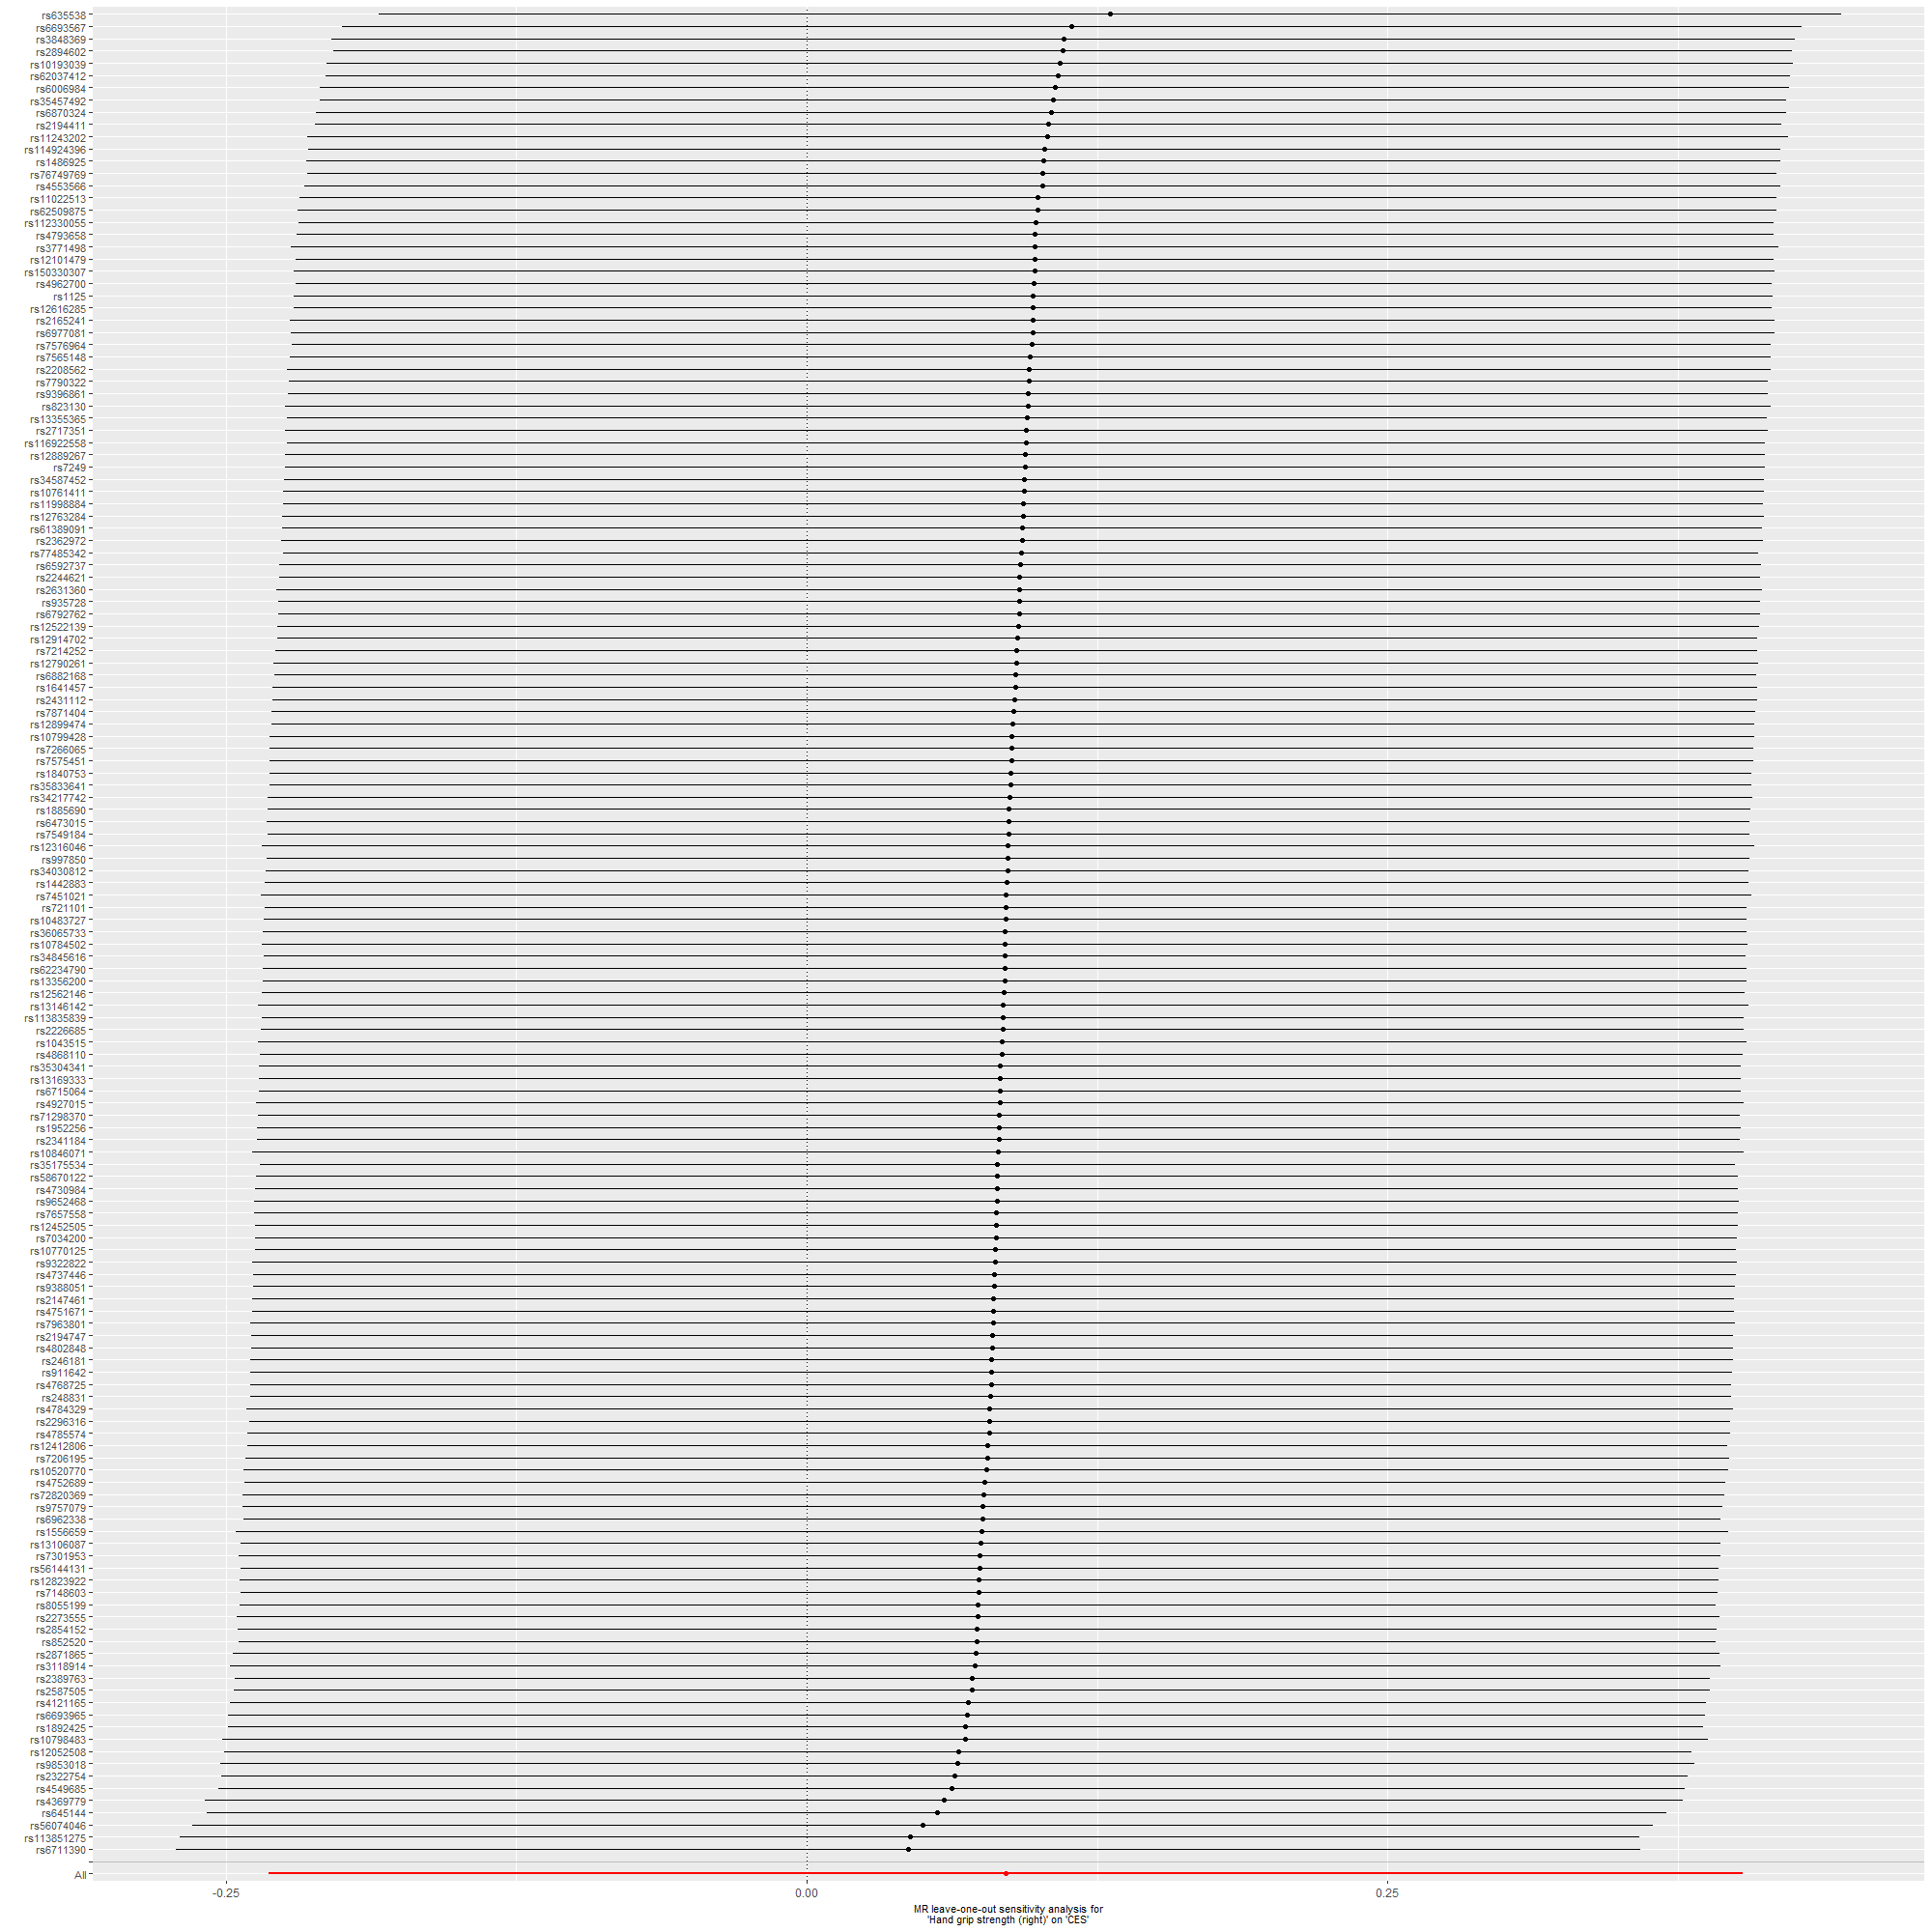 rs635538
rs6693567
rs3848369
rs2894602
rs10193039
rs62037412
rs6006984
rs35457492
rs6870324
rs2194411
rs11243202
rs114924396
rs1486925
rs76749769
rs4553566
rs11022513
rs62509875
rs112330055
rs4793658
rs3771498
rs12101479
rs150330307
rs4962700
rs1125
rs12616285
rs2165241
rs6977081
rs7576964
rs7565148
rs2208562
rs7790322
rs9396861
rs823130
rs13355365
rs2717351
rs116922558
rs12889267
rs7249
rs34587452
rs10761411
rs11998884
rs12763284
rs61389091
rs2362972
rs77485342
rs6592737
rs2244621
rs2631360
rs935728
rs6792762
rs12522139
rs12914702
rs7214252
rs12790261
rs6882168
rs1641457
rs2431112
rs7871404
rs12899474
rs10799428
rs7266065
rs7575451
rs1840753
rs35833641
rs34217742
rs1885690
rs6473015
rs7549184
rs12316046
rs997850
rs34030812
rs1442883
rs7451021
rs721101
rs10483727
rs36065733
rs10784502
rs34845616
rs62234790
rs13356200
rs12562146
rs13146142
rs113835839
rs2226685
rs1043515
rs4868110
rs35304341
rs13169333
rs6715064
rs4927015
rs71298370
rs1952256
rs2341184
rs10846071
rs35175534
rs58670122
rs4730984
rs9652468
rs7657558
rs12452505
rs7034200
rs10770125
rs9322822
rs4737446
rs9388051
rs2147461
rs4751671
rs7963801
rs2194747
rs4802848
rs246181
rs911642
rs4768725
rs248831
rs4784329
rs2296316
rs4785574
rs12412806
rs7206195
rs10520770
rs4752689
rs72820369
rs9757079
rs6962338
rs1556659
rs13106087
rs7301953
rs56144131
rs12823922
rs7148603
rs8055199
rs2273555
rs2854152
rs852520
rs2871865
rs3118914
rs2389763
rs2587505
rs4121165
rs6693965
rs1892425
rs10798483
rs12052508
rs9853018
rs2322754
rs4549685
rs4369779
rs645144
rs56074046
rs113851275
rs6711390
All
-0.25 0.00 0.25
MR leave-one-out sensitivity analysis for
'Hand grip strength (right)' on 'CES'